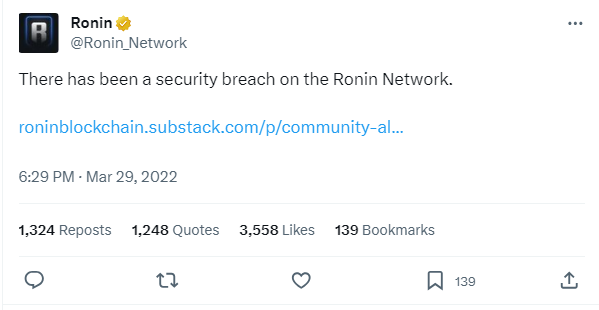 Ronin
@Ronin_Network
There has been a security breach on the Ronin Network.
roninblockchain.substack.com/p/community-al...
6:29 PM · Mar 29, 2022
1,324 Reposts 1,248 Quotes 3,558 Likes 139 Bookmarks
139